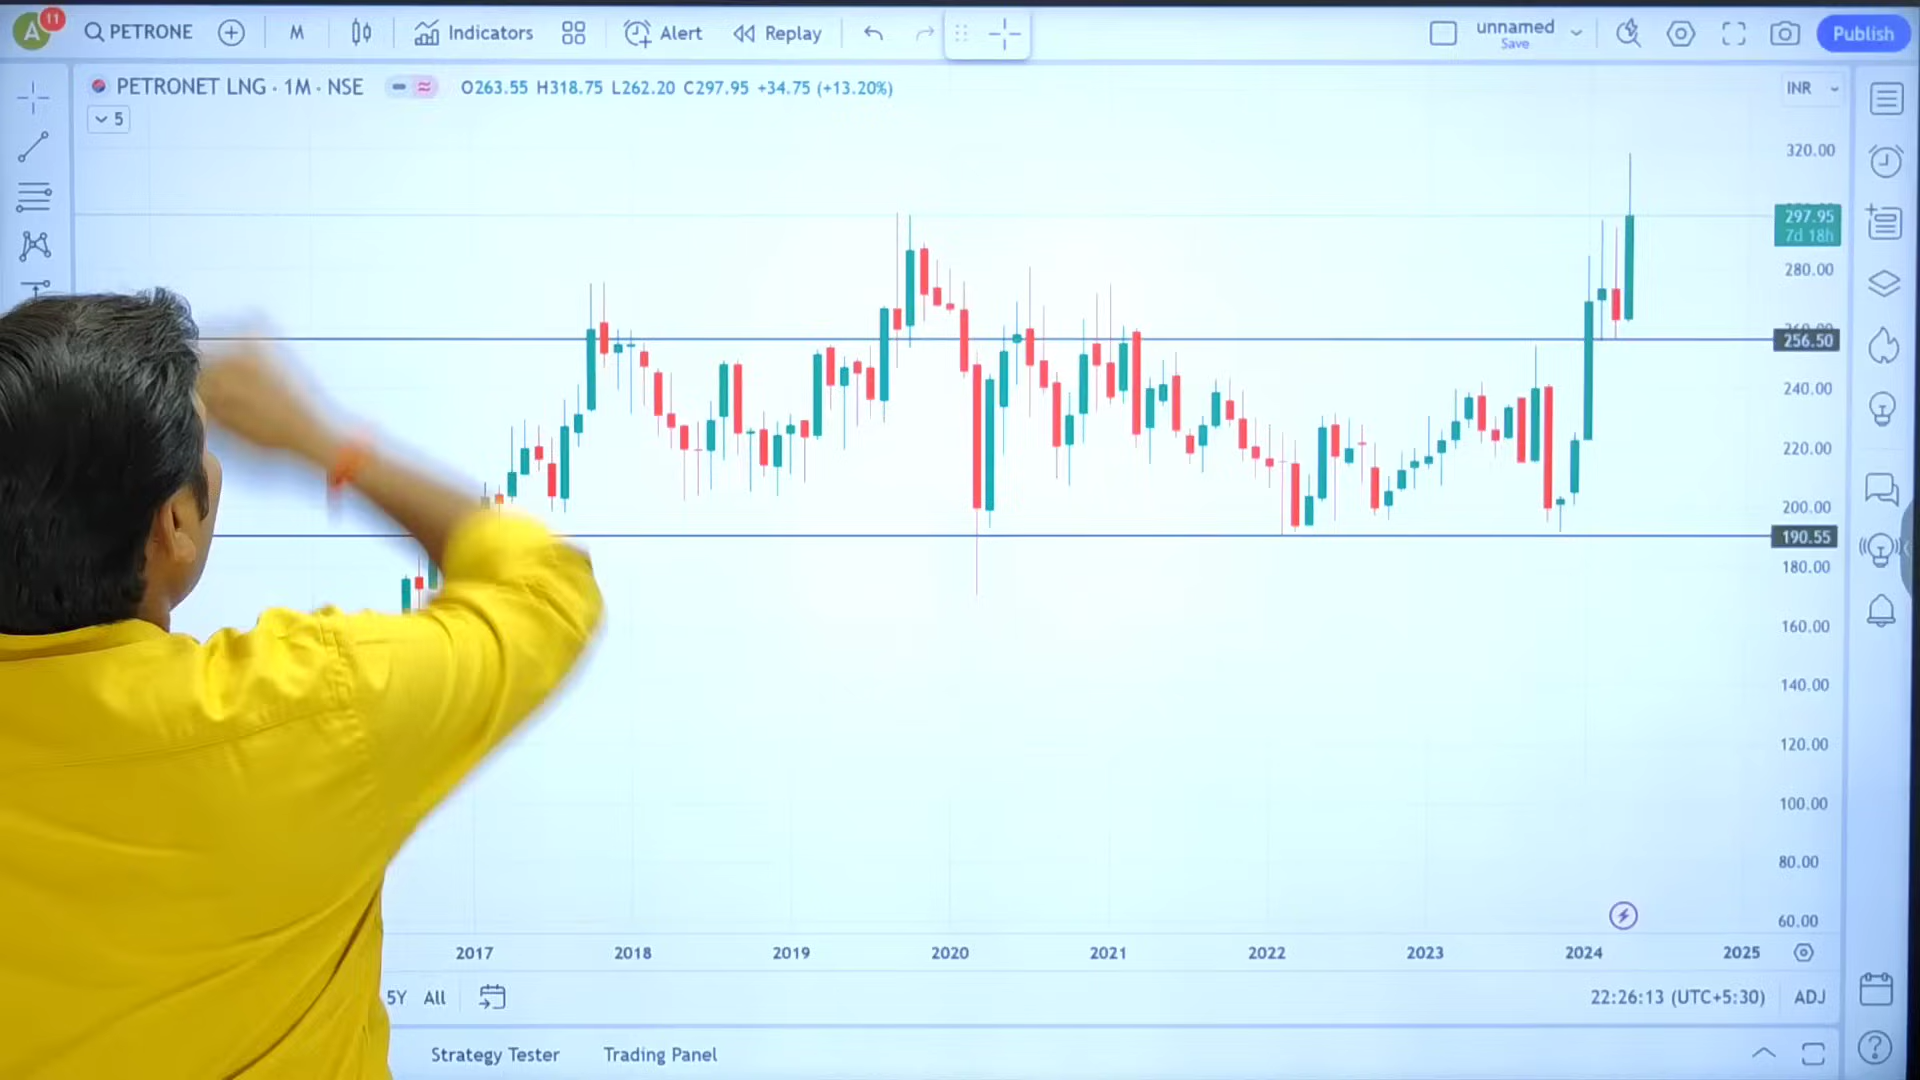 A 11 PETRONE M Indicators Alert Replay unnamed Publish
Save
PETRONET LNG · 1M · NSE O263.55 H318.75 L262.20 C297.95 +34.75 (+13.20%) INR
5
320.00
297.95
7d 18h
280.00
260.00
256.50
240.00
220.00
200.00
190.55
180.00
160.00
140.00
120.00
100.00
80.00
60.00
2017 2018 2019 2020 2021 2022 2023 2024 2025
5Y All 22:26:13 (UTC+5:30) ADJ
Strategy Tester Trading Panel